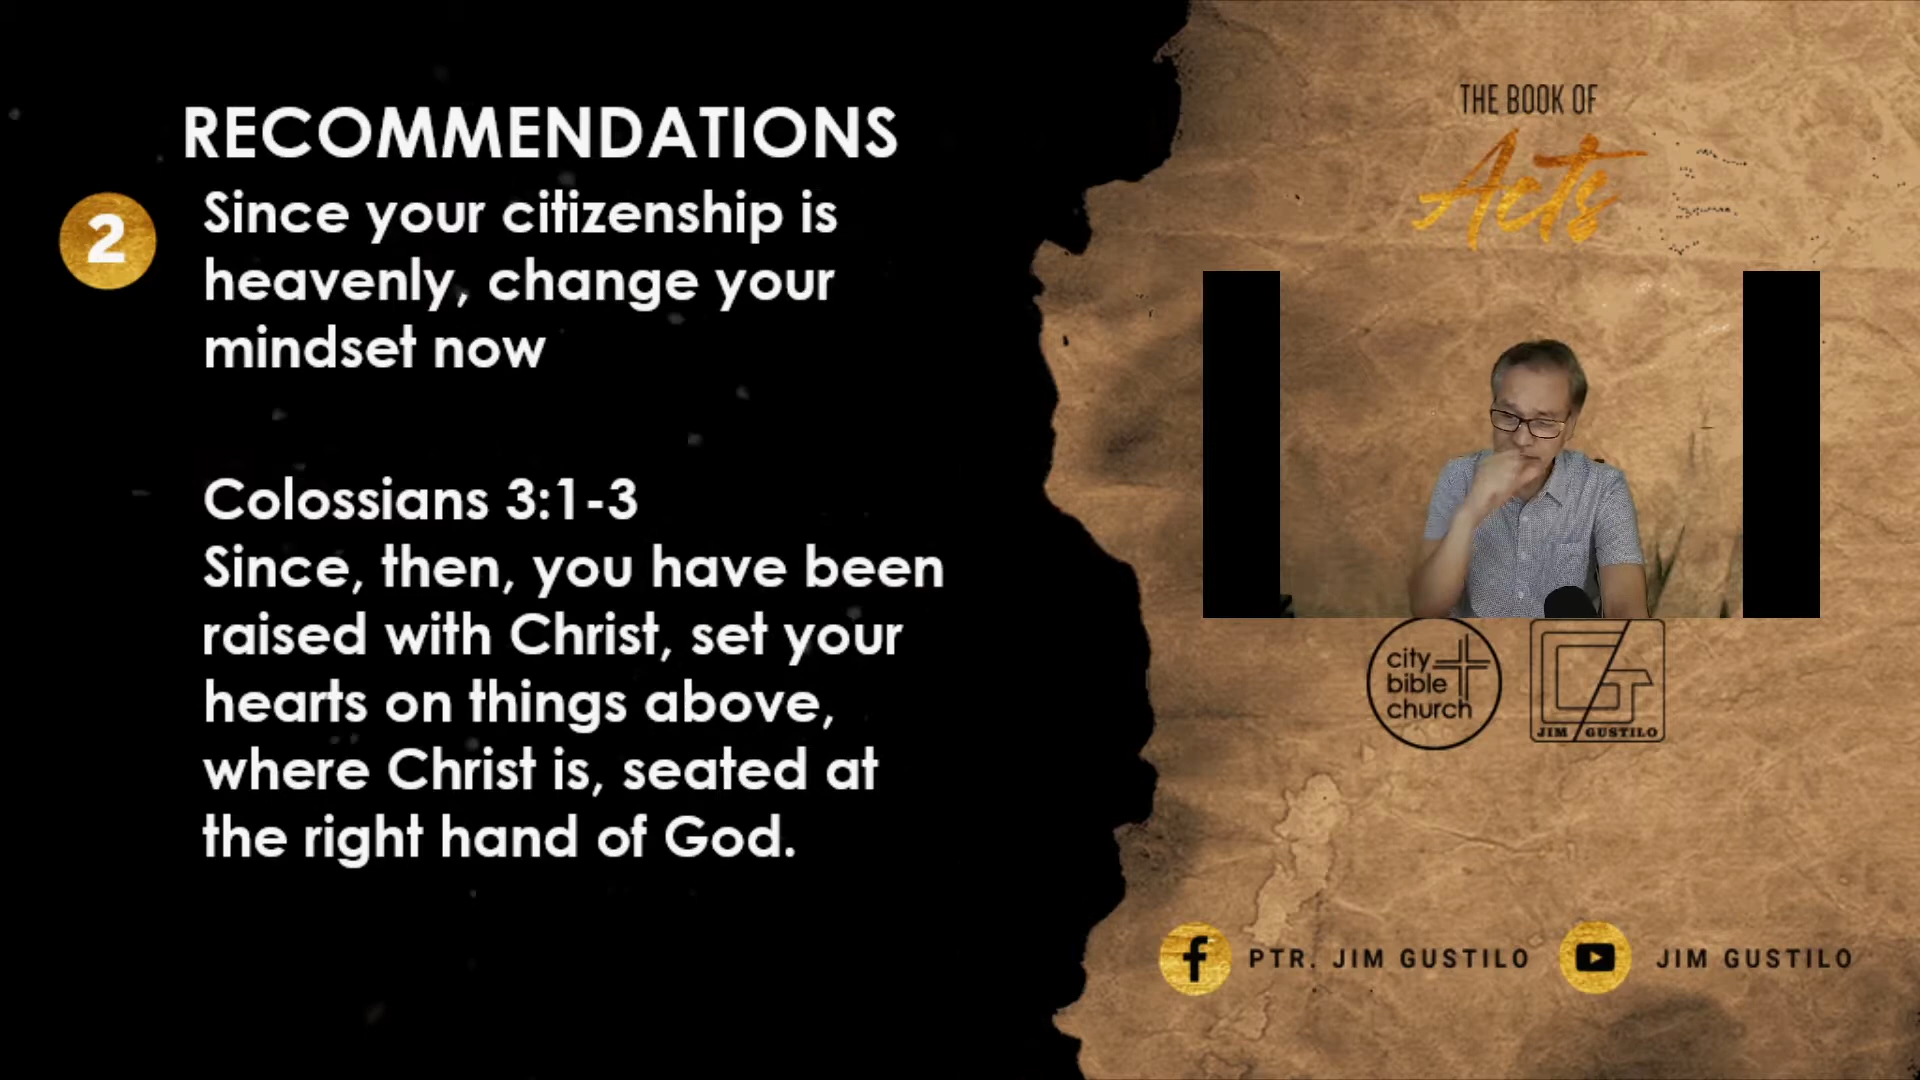 RECOMMENDATIONS
2
Since your citizenship is
heavenly, change your
mindset now
Colossians 3:1-3
Since, then, you have been
raised with Christ, set your
hearts on things above,
where Christ is, seated at
the right hand of God.
THE BOOK OF
Acts
city
bible
church
JIM GUSTILO
PTR. JIM GUSTILO
JIM GUSTILO